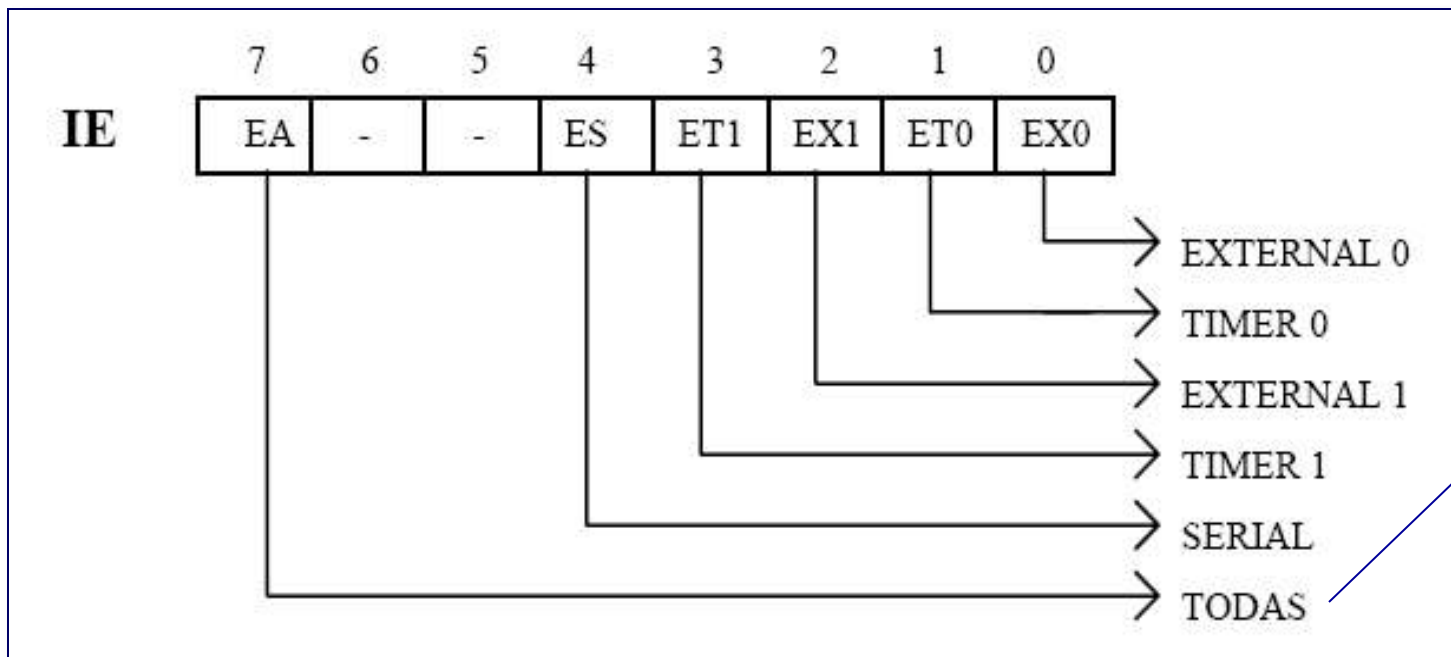 7 6 5 4 3 2 1 0
IE EA - - ES ET1 EX1 ET0 EX0
EXTERNAL 0
TIMER 0
EXTERNAL 1
TIMER 1
SERIAL
TODAS